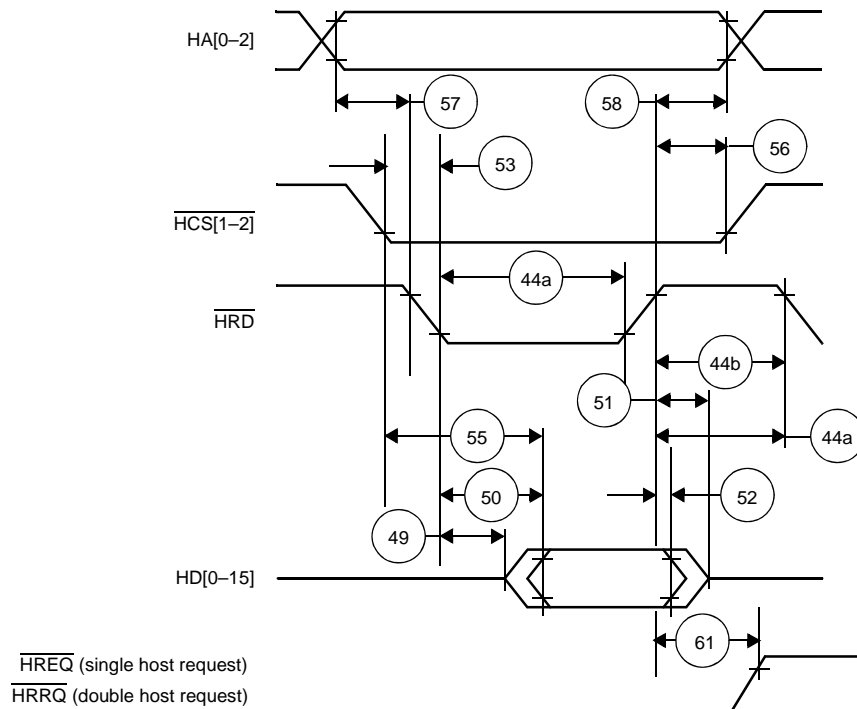 HA[0–2]
57
58
53
56
HCS[1–2]
44a
HRD
44b
51
55
44a
50
52
49
HD[0–15]
61
HREQ (single host request)
HRRQ (double host request)